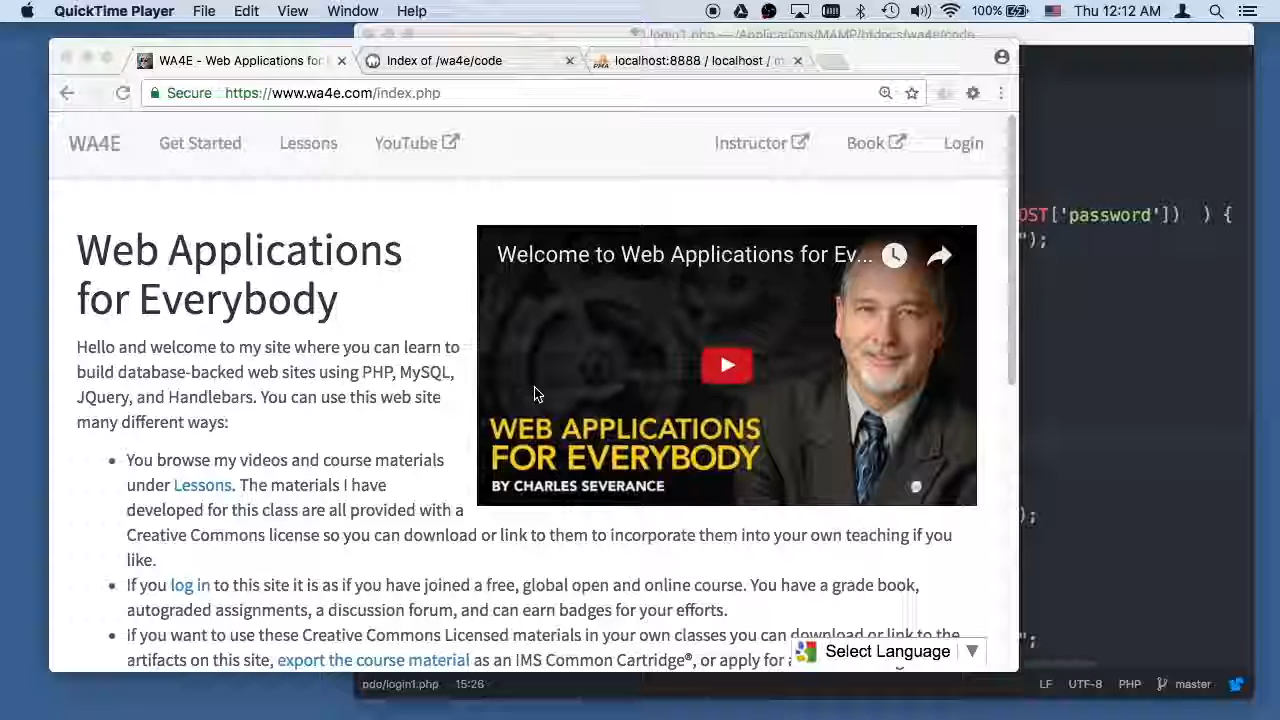 QuickTime Player File Edit View Window Help 100% Thu 12:12 AM
login1.php — /Applications/MAMP/htdocs/wa4e/code
WA4E - Web Applications for
Index of /wa4e/code
localhost:8888 / localhost / m
Secure https://www.wa4e.com/index.php
WA4E Get Started Lessons YouTube Instructor Book Login
OST['password']) ) {
");
Web Applications
for Everybody
Hello and welcome to my site where you can learn to
build database-backed web sites using PHP, MySQL,
JQuery, and Handlebars. You can use this web site
many different ways:
Welcome to Web Applications for Ev...
WEB APPLICATIONS
FOR EVERYBODY
BY CHARLES SEVERANCE
• You browse my videos and course materials
under Lessons. The materials I have
developed for this class are all provided with a
Creative Commons license so you can download or link to them to incorporate them into your own teaching if you
like.
);
• If you log in to this site it is as if you have joined a free, global open and online course. You have a grade book,
autograded assignments, a discussion forum, and can earn badges for your efforts.
• If you want to use these Creative Commons Licensed materials in your own classes you can download or link to the
artifacts on this site, export the course material as an IMS Common Cartridge®, or apply for a
";
Select Language
pdo/login1.php 15:26 LF UTF-8 PHP master